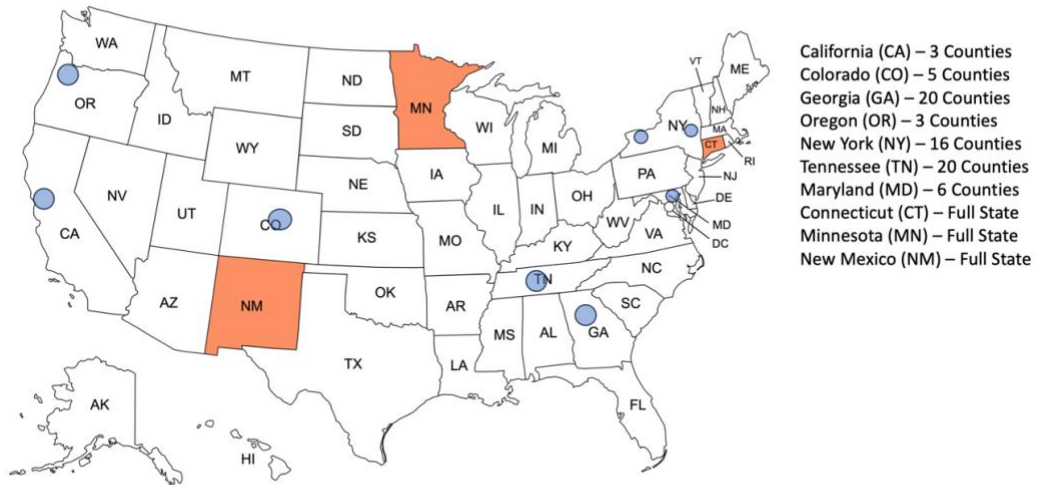 WA
MT
ND
MN
VT
ME
OR
ID
SD
WI
NY
NH
MA
CT
RI
WY
MI
IA
PA
NJ
NE
NV
UT
CO
IL
IN
OH
DE
MD
DC
CA
KS
MO
WV
VA
KY
NC
TN
AZ
NM
OK
AR
SC
MS
AL
GA
TX
LA
AK
FL
HI
California (CA) – 3 Counties
Colorado (CO) – 5 Counties
Georgia (GA) – 20 Counties
Oregon (OR) – 3 Counties
New York (NY) – 16 Counties
Tennessee (TN) – 20 Counties
Maryland (MD) – 6 Counties
Connecticut (CT) – Full State
Minnesota (MN) – Full State
New Mexico (NM) – Full State